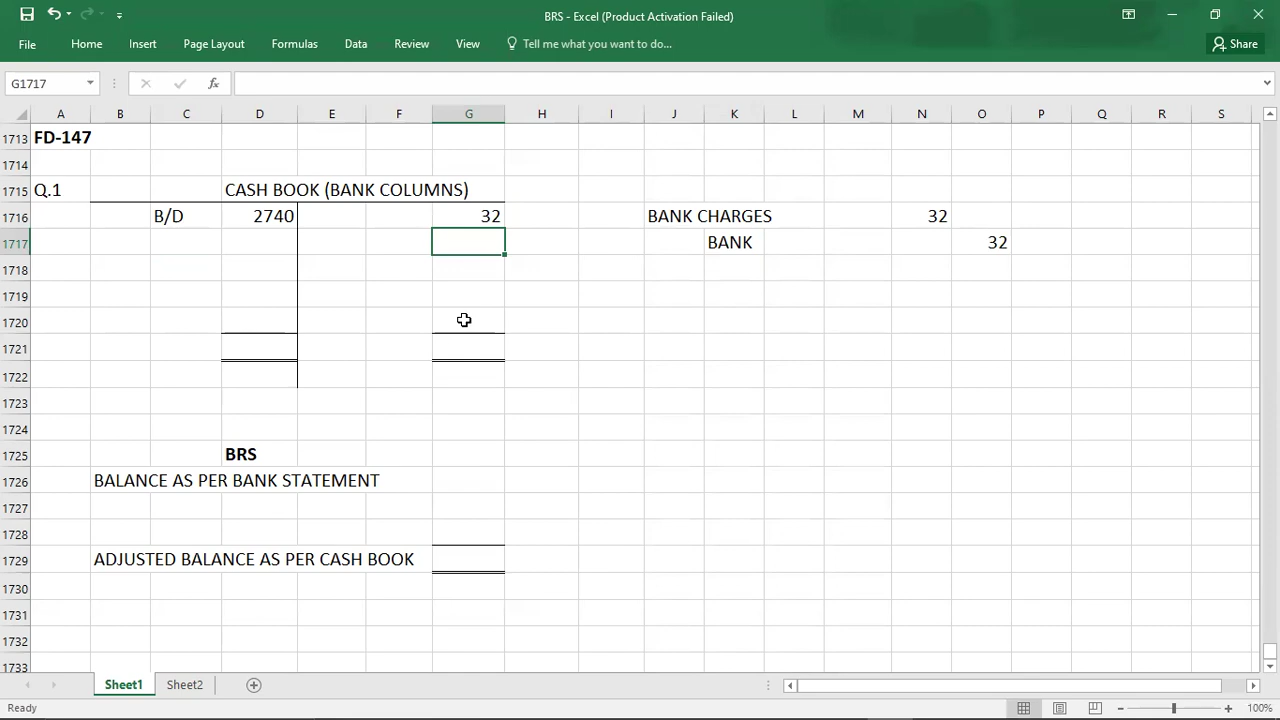 BRS - Excel (Product Activation Failed)
File Home Insert Page Layout Formulas Data Review View Tell me what you want to do... Share
G1717 fx
A B C D E F G H I J K L M N O P Q R S
1713 FD-147
1714
1715 Q.1 CASH BOOK (BANK COLUMNS)
1716 B/D 2740 32 BANK CHARGES 32
1717 BANK 32
1718
1719
1720
1721
1722
1723
1724
1725 BRS
1726 BALANCE AS PER BANK STATEMENT
1727
1728
1729 ADJUSTED BALANCE AS PER CASH BOOK
1730
1731
1732
1733
Sheet1 Sheet2
Ready 100%